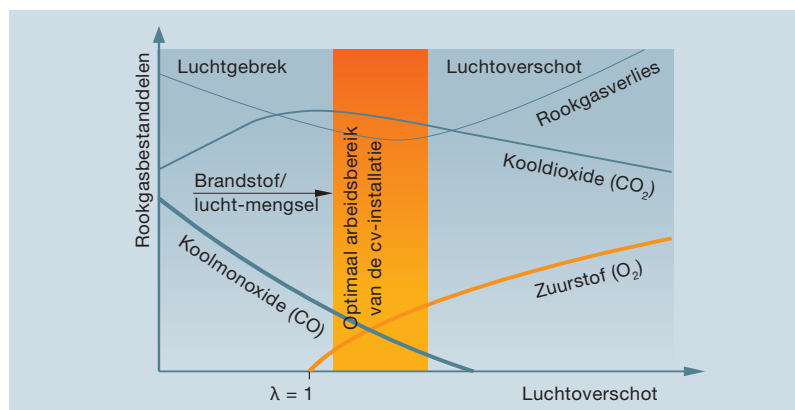 Rookgasbestanddelen
Luchtgebrek
Luchtoverschot
Rookgasverlies
Kooldioxide (CO₂)
Brandstof/
lucht-mengsel
Optimaal arbeidsbereik
van de cv-installatie
Koolmonoxide (CO)
Zuurstof (O₂)
λ = 1
Luchtoverschot